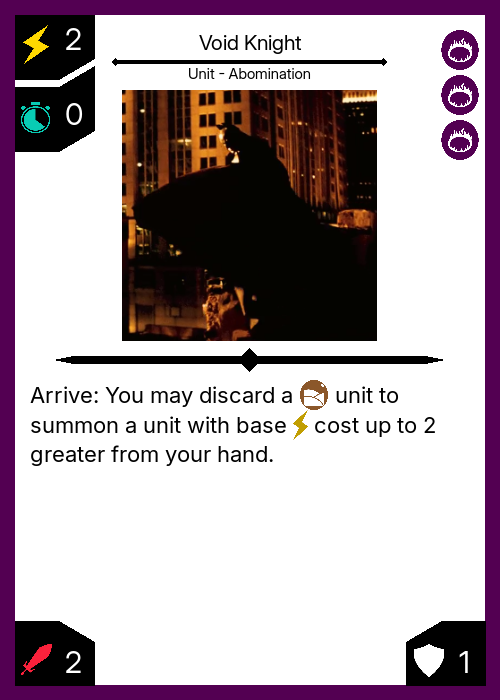 2
Void Knight
Unit - Abomination
0
Arrive: You may discard a unit to
summon a unit with base cost up to 2
greater from your hand.
2
1